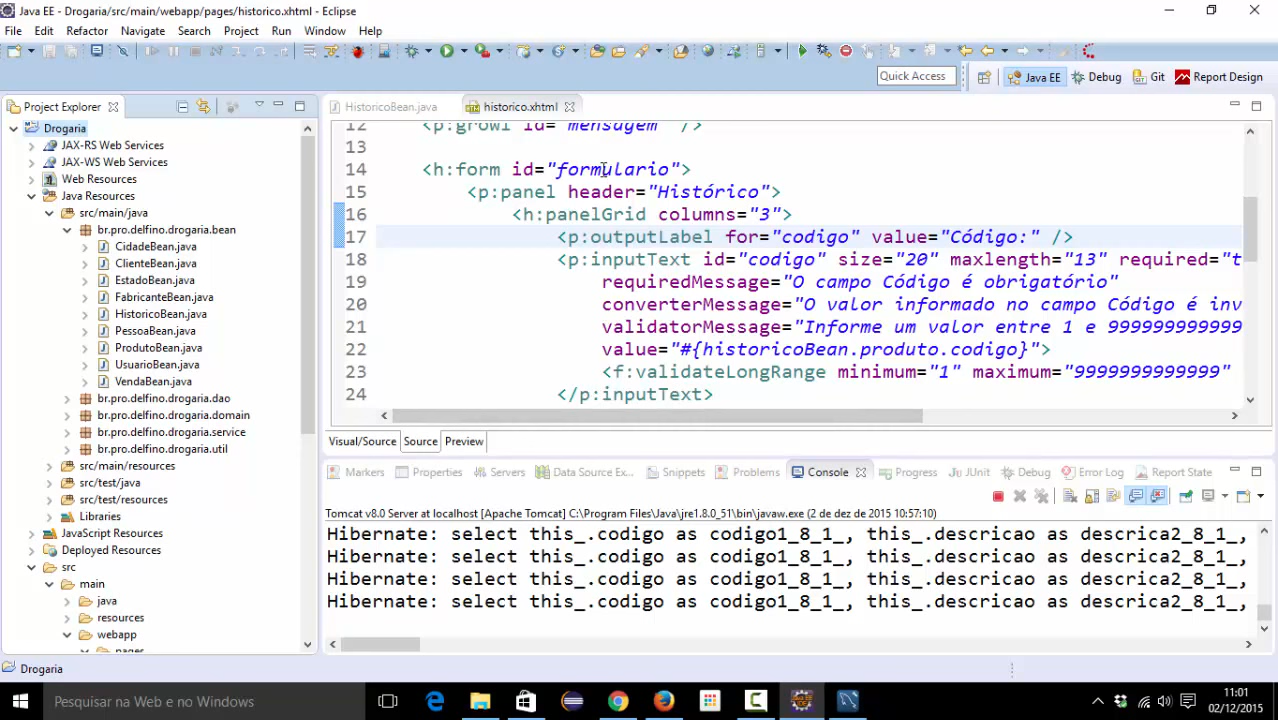 Java EE - Drogaria/src/main/webapp/pages/historico.xhtml - Eclipse
File Edit Refactor Navigate Search Project Run Window Help
Quick Access
Java EE
Debug
Git
Report Design
Project Explorer
Drogaria
JAX-RS Web Services
JAX-WS Web Services
Web Resources
Java Resources
src/main/java
br.pro.delfino.drogaria.bean
CidadeBean.java
ClienteBean.java
EstadoBean.java
FabricanteBean.java
HistoricoBean.java
PessoaBean.java
ProdutoBean.java
UsuarioBean.java
VendaBean.java
br.pro.delfino.drogaria.dao
br.pro.delfino.drogaria.domain
br.pro.delfino.drogaria.service
br.pro.delfino.drogaria.util
src/main/resources
src/test/java
src/test/resources
Libraries
JavaScript Resources
Deployed Resources
src
main
java
resources
webapp
pages
HistoricoBean.java
historico.xhtml
12 <p:growl id="mensagem" />
13
14 <h:form id="formulario">
15 <p:panel header="Histórico">
16 <h:panelGrid columns="3">
17 <p:outputLabel for="codigo" value="Código:" />
18 <p:inputText id="codigo" size="20" maxlength="13" required="t
19 requiredMessage="O campo Código é obrigatório"
20 converterMessage="O valor informado no campo Código é inv
21 validatorMessage="Informe um valor entre 1 e 999999999999
22 value="#{historicoBean.produto.codigo}">
23 <f:validateLongRange minimum="1" maximum="9999999999999"
24 </p:inputText>
Visual/Source Source Preview
Markers Properties Servers Data Source Ex... Snippets Problems Console Progress JUnit Debug Error Log Report State
Tomcat v8.0 Server at localhost [Apache Tomcat] C:\Program Files\Java\jre1.8.0_51\bin\javaw.exe (2 de dez de 2015 10:57:10)
Hibernate: select this_.codigo as codigo1_8_1_, this_.descricao as descrica2_8_1_,
Hibernate: select this_.codigo as codigo1_8_1_, this_.descricao as descrica2_8_1_,
Hibernate: select this_.codigo as codigo1_8_1_, this_.descricao as descrica2_8_1_,
Hibernate: select this_.codigo as codigo1_8_1_, this_.descricao as descrica2_8_1_,
Drogaria
Pesquisar na Web e no Windows
11:01
02/12/2015